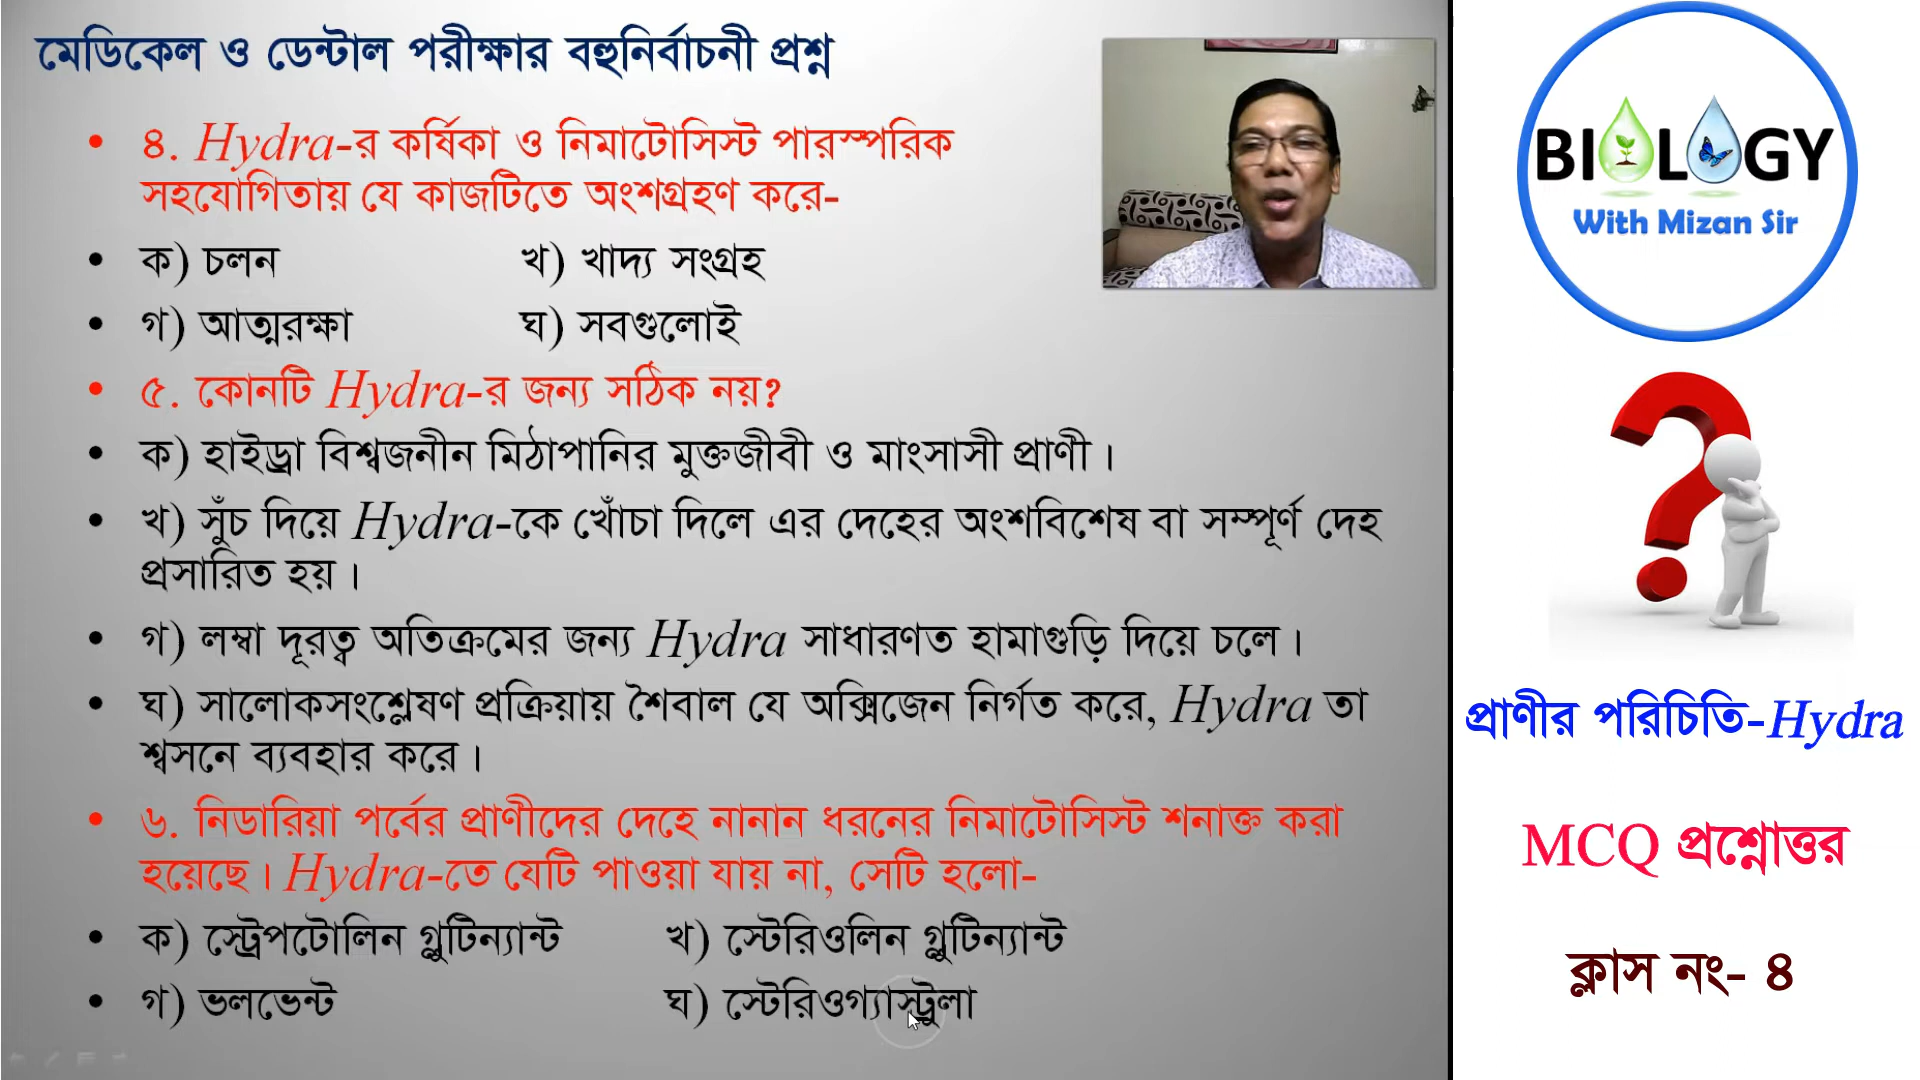 মেডিকেল ও ডেন্টাল পরীক্ষার বহুনির্বাচনী প্রশ্ন
• ৪. Hydra-র কর্ষিকা ও নিমাটোসিস্ট পারস্পরিক
সহযোগিতায় যে কাজটিতে অংশগ্রহণ করে-
• ক) চলন খ) খাদ্য সংগ্রহ
• গ) আত্মরক্ষা ঘ) সবগুলোই
• ৫. কোনটি Hydra-র জন্য সঠিক নয়?
• ক) হাইড্রা বিশ্বজনীন মিঠাপানির মুক্তজীবী ও মাংসাসী প্রাণী।
• খ) সুঁচ দিয়ে Hydra-কে খোঁচা দিলে এর দেহের অংশবিশেষ বা সম্পূর্ণ দেহ
প্রসারিত হয়।
• গ) লম্বা দূরত্ব অতিক্রমের জন্য Hydra সাধারণত হামাগুড়ি দিয়ে চলে।
• ঘ) সালোকসংশ্লেষণ প্রক্রিয়ায় শৈবাল যে অক্সিজেন নির্গত করে, Hydra তা
শ্বসনে ব্যবহার করে।
• ৬. নিডারিয়া পর্বের প্রাণীদের দেহে নানান ধরনের নিমাটোসিস্ট শনাক্ত করা
হয়েছে। Hydra-তে যেটি পাওয়া যায় না, সেটি হলো-
• ক) স্ট্রেপটোলিন গ্লুটিন্যান্ট খ) স্টেরিওলিন গ্লুটিন্যান্ট
• গ) ভলভেন্ট ঘ) স্টেরিওগ্যাস্ট্রুলা
BIOLOGY
With Mizan Sir
প্রাণীর পরিচিতি-Hydra
MCQ প্রশ্নোত্তর
ক্লাস নং- ৪